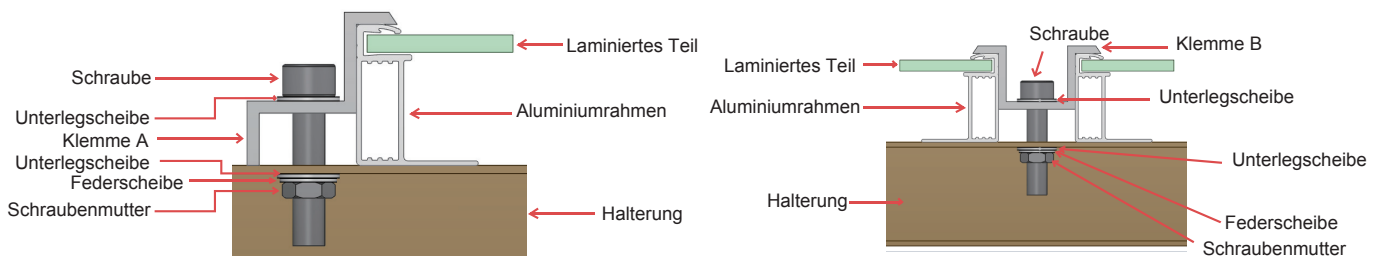 Laminiertes Teil
Schraube
Unterlegscheibe
Aluminiumrahmen
Klemme A
Unterlegscheibe
Federscheibe
Schraubenmutter
Halterung
Schraube
Klemme B
Laminiertes Teil
Unterlegscheibe
Aluminiumrahmen
Unterlegscheibe
Halterung
Federscheibe
Schraubenmutter